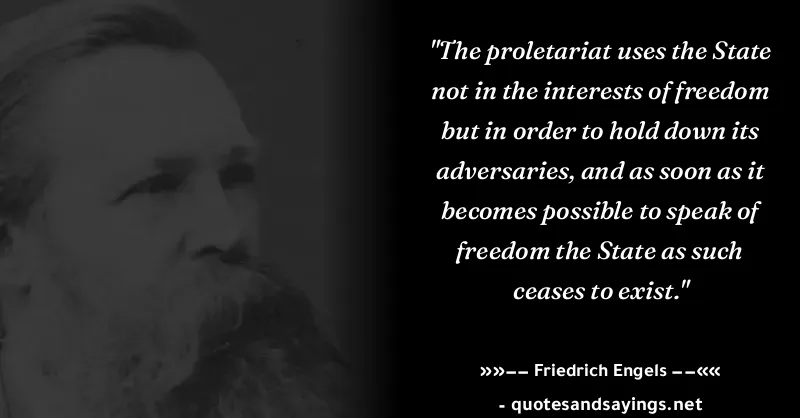 "The proletariat uses the State
not in the interests of freedom
but in order to hold down its
adversaries, and as soon as it
becomes possible to speak of
freedom the State as such
ceases to exist."
»»−− Friedrich Engels −−««
- quotesandsayings.net